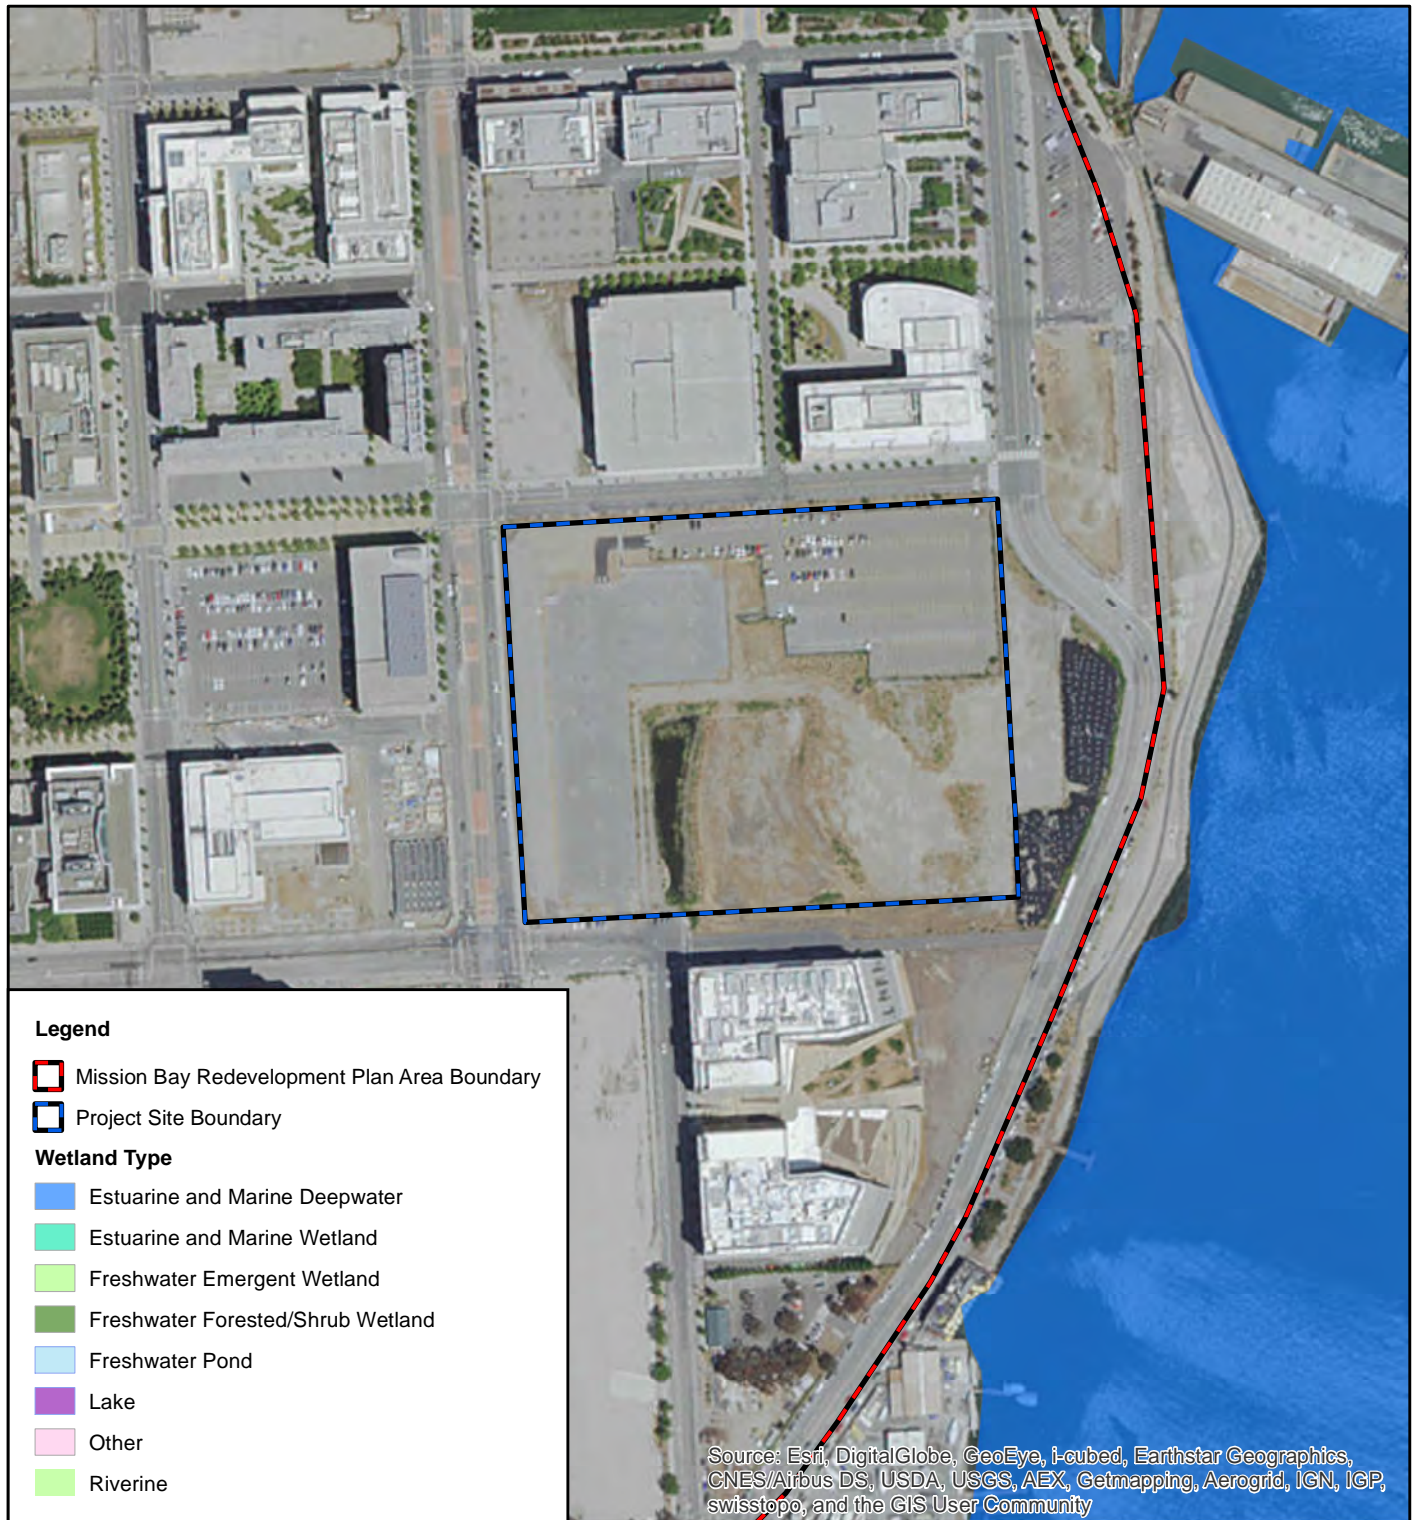 Legend
Mission Bay Redevelopment Plan Area Boundary
Project Site Boundary
Wetland Type
Estuarine and Marine Deepwater
Estuarine and Marine Wetland
Freshwater Emergent Wetland
Freshwater Forested/Shrub Wetland
Freshwater Pond
Lake
Other
Riverine
Source: Esri, DigitalGlobe, GeoEye, i-cubed, Earthstar Geographics,
CNES/Airbus DS, USDA, USGS, AEX, Getmapping, Aerogrid, IGN, IGP,
swisstopo, and the GIS User Community